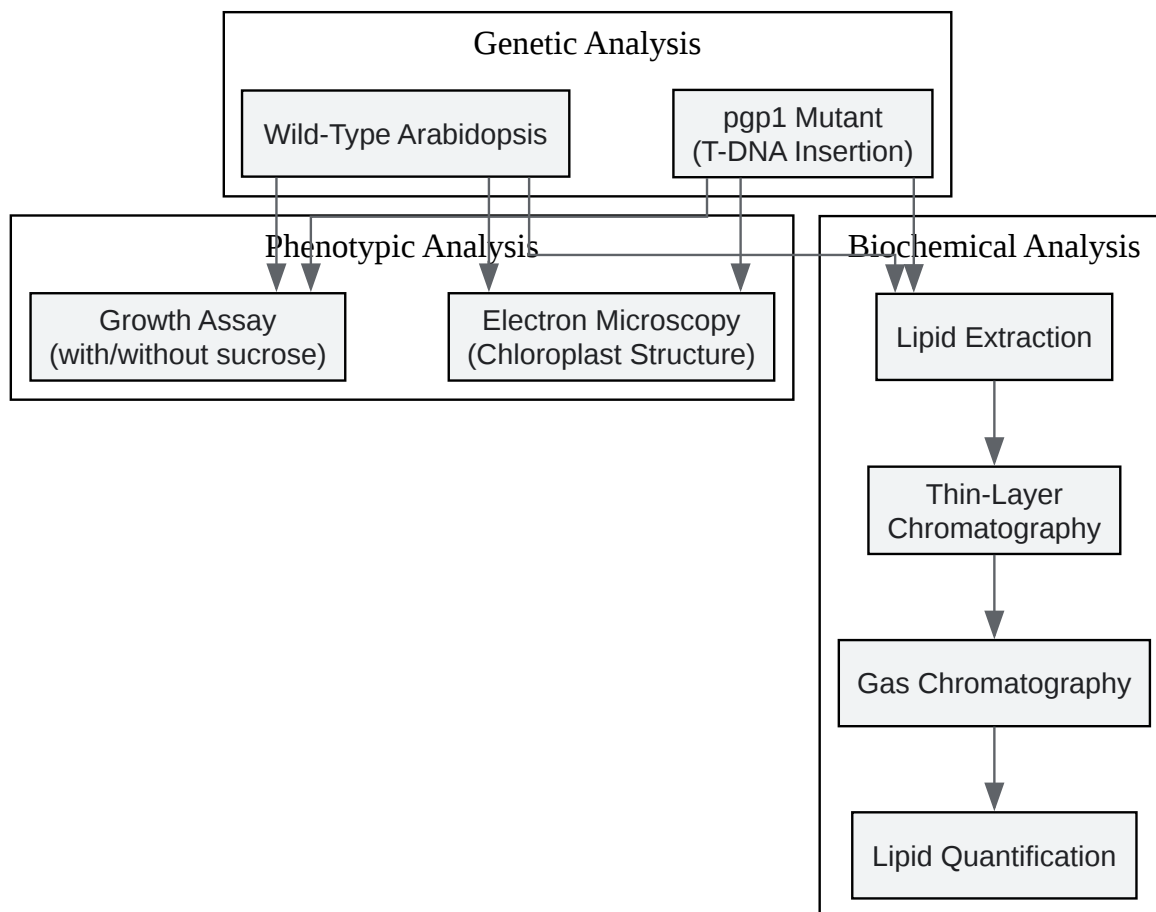 Genetic Analysis
Wild-Type Arabidopsis
pgp1 Mutant
(T-DNA Insertion)
Phenotypic Analysis
Growth Assay
(with/without sucrose)
Electron Microscopy
(Chloroplast Structure)
Biochemical Analysis
Lipid Extraction
Thin-Layer
Chromatography
Gas Chromatography
Lipid Quantification